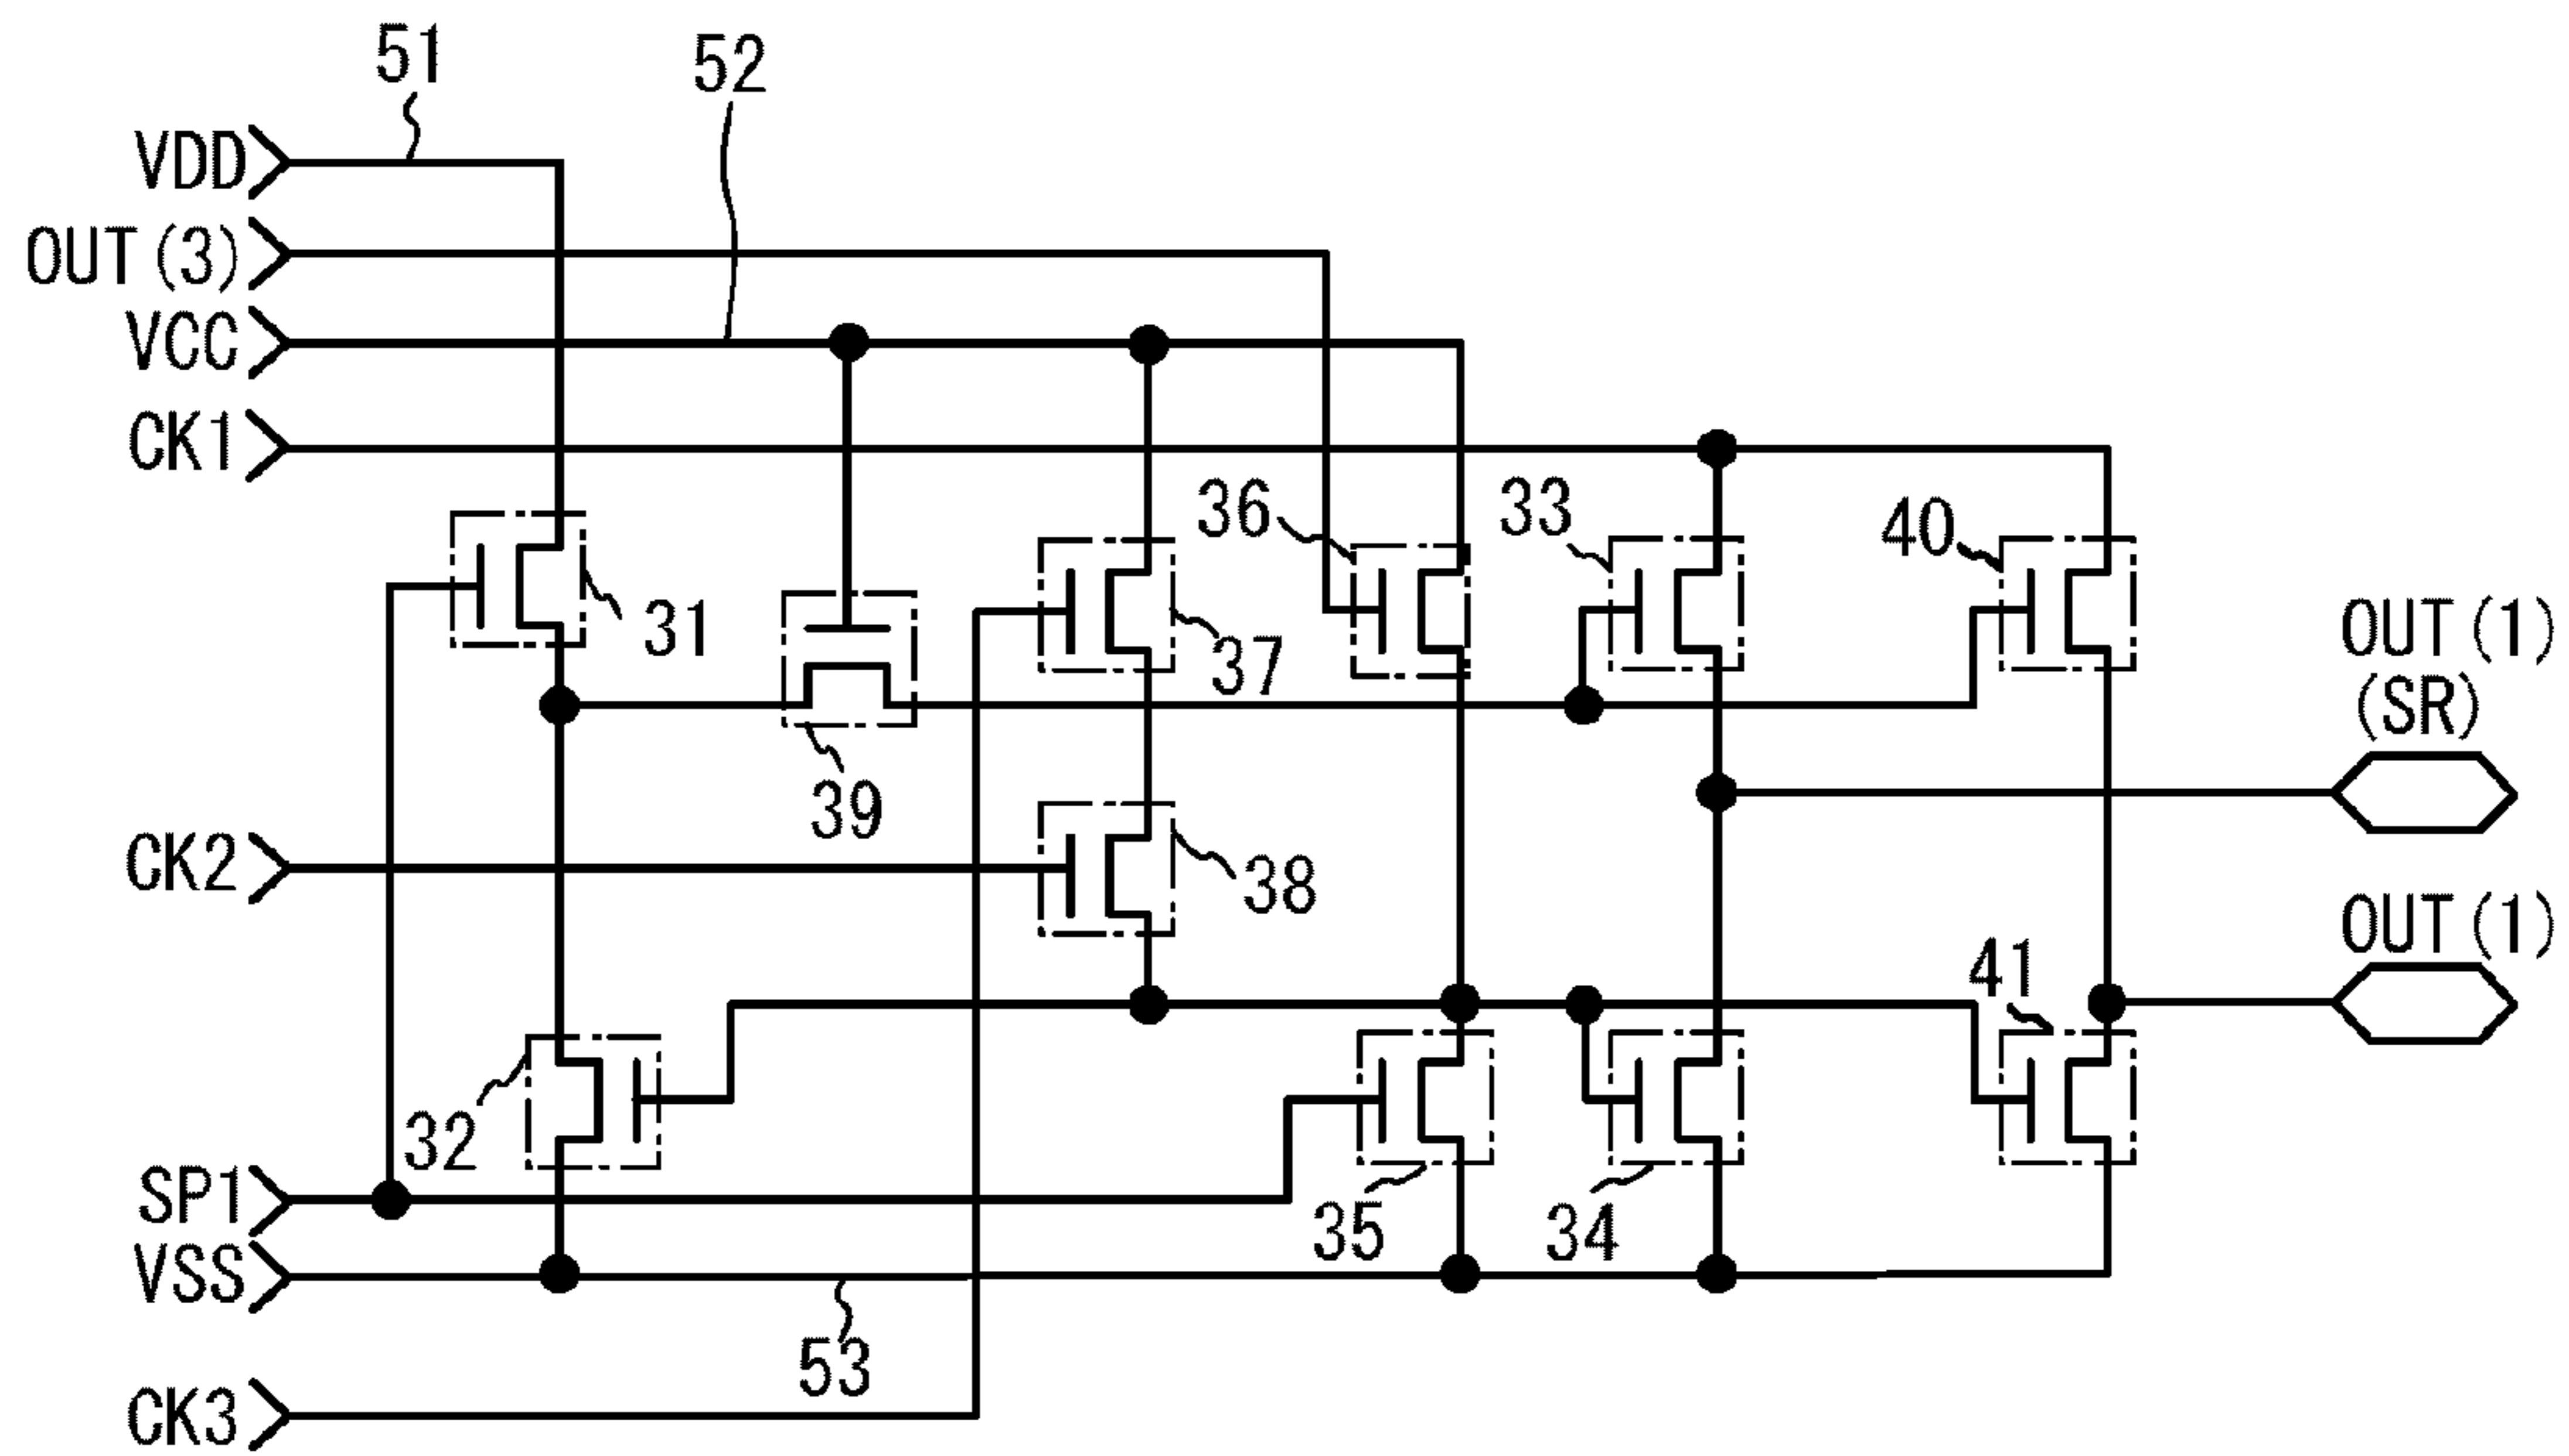 51
52
VDD
OUT(3)
VCC
CK1
36
33
40
31
37
OUT(1)
(SR)
39
CK2
38
OUT(1)
41
32
SP1
35
34
VSS
53
CK3